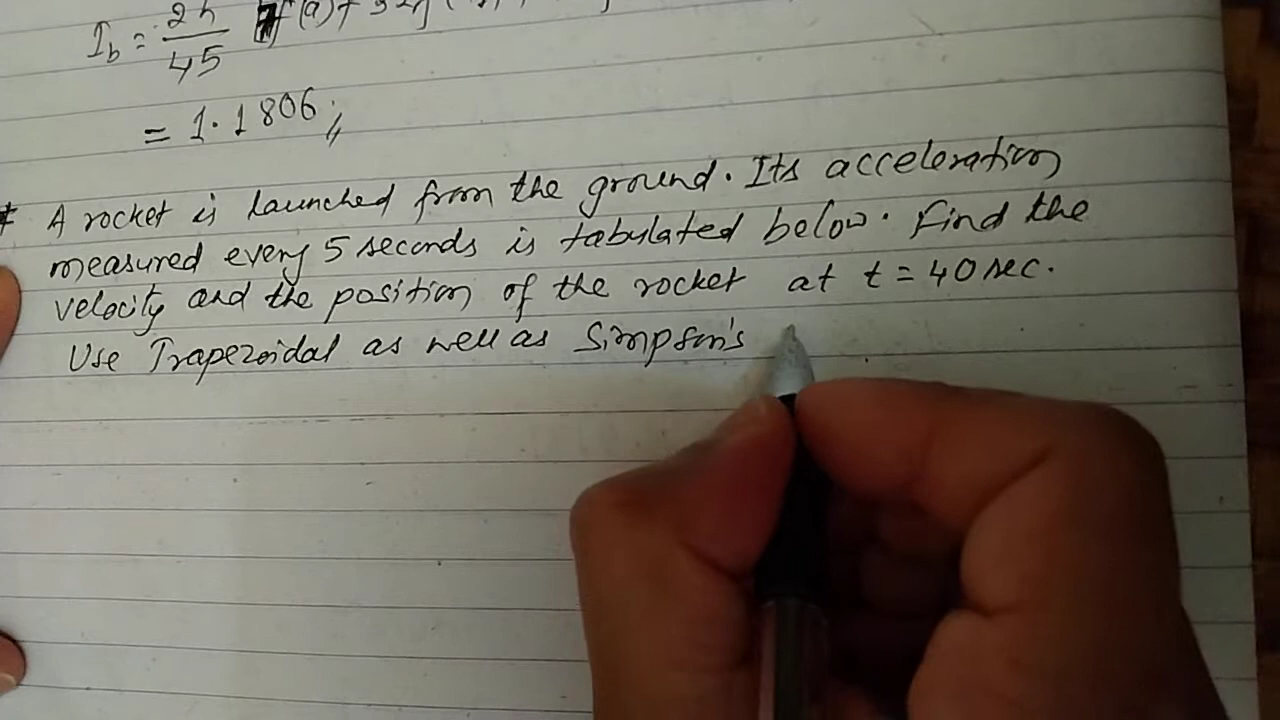 I_b = 2h/45
= 1.1806 //
* A rocket is launched from the ground. Its acceleration
measured every 5 seconds is tabulated below. Find the
velocity and the position of the rocket at t = 40 sec.
Use Trapezoidal as well as Simpson's